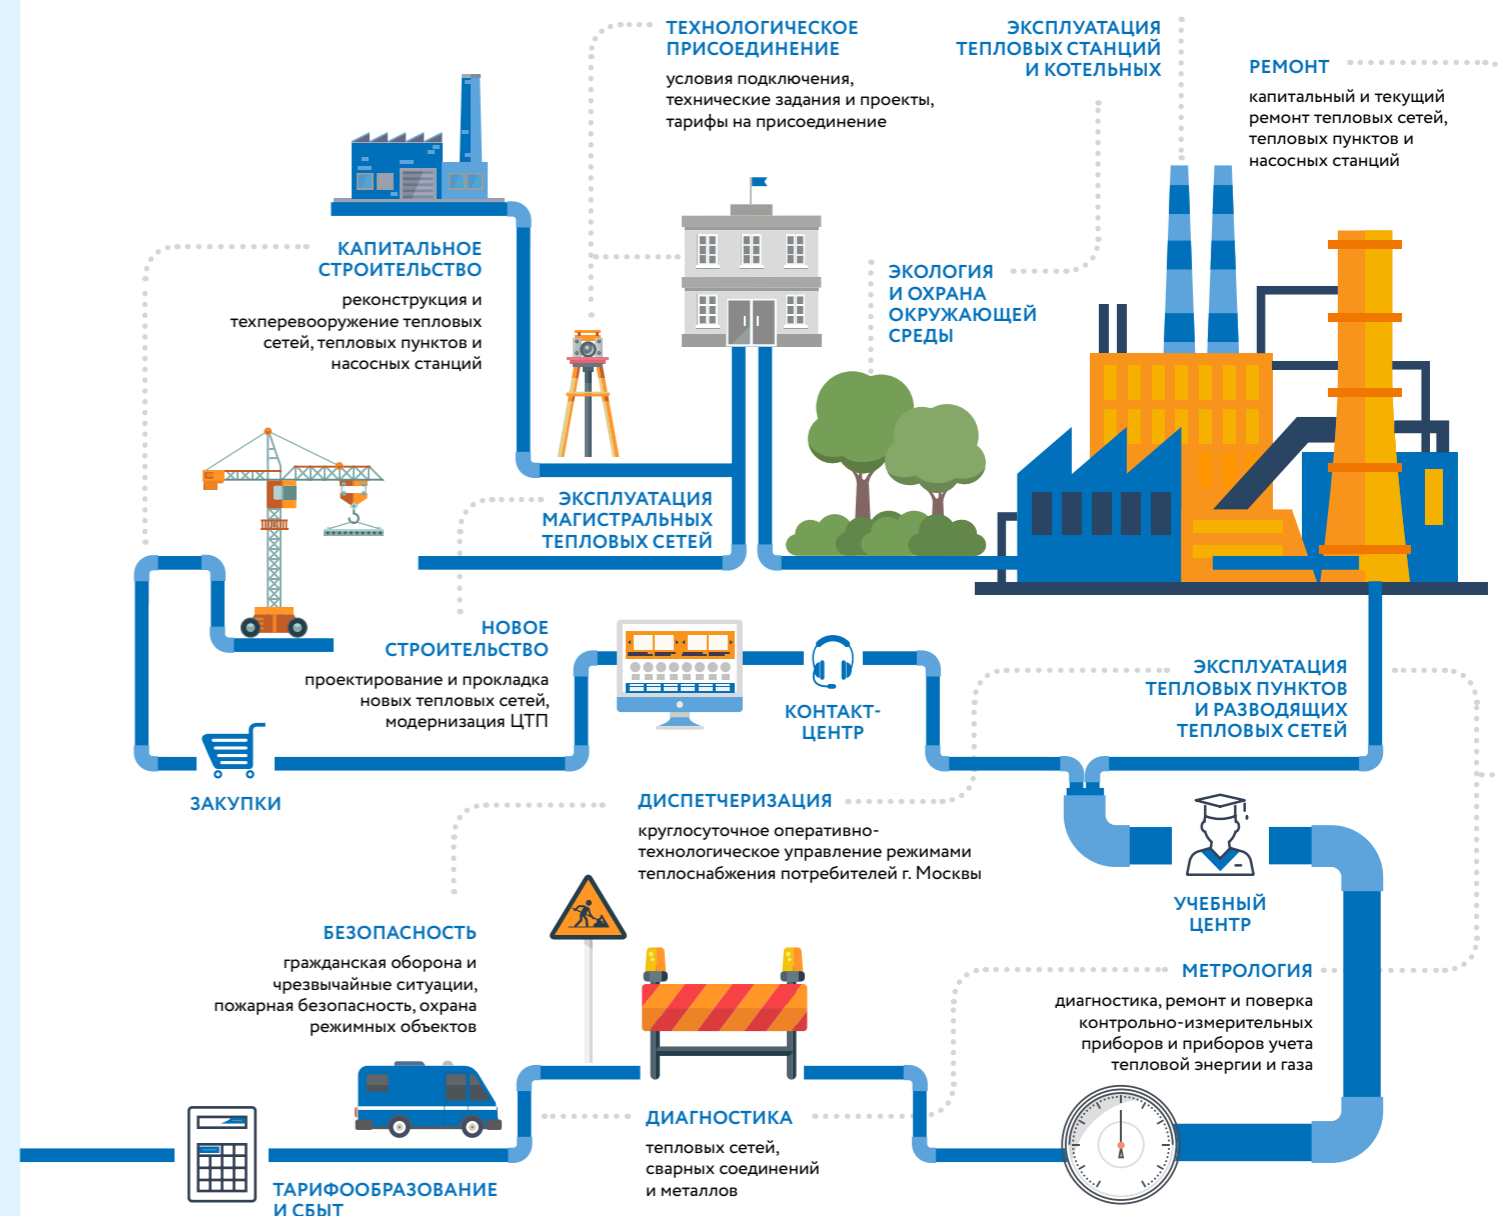 ТЕХНОЛОГИЧЕСКОЕ
ПРИСОЕДИНЕНИЕ
условия подключения,
технические задания и проекты,
тарифы на присоединение
ЭКСПЛУАТАЦИЯ
ТЕПЛОВЫХ СТАНЦИЙ
И КОТЕЛЬНЫХ
РЕМОНТ
капитальный и текущий
ремонт тепловых сетей,
тепловых пунктов и
насосных станций
КАПИТАЛЬНОЕ
СТРОИТЕЛЬСТВО
реконструкция и
техперевооружение тепловых
сетей, тепловых пунктов и
насосных станций
ЭКОЛОГИЯ
И ОХРАНА
ОКРУЖАЮЩЕЙ
СРЕДЫ
ЭКСПЛУАТАЦИЯ
МАГИСТРАЛЬНЫХ
ТЕПЛОВЫХ СЕТЕЙ
НОВОЕ
СТРОИТЕЛЬСТВО
проектирование и прокладка
новых тепловых сетей,
модернизация ЦТП
КОНТАКТ-
ЦЕНТР
ЭКСПЛУАТАЦИЯ
ТЕПЛОВЫХ ПУНКТОВ
И РАЗВОДЯЩИХ
ТЕПЛОВЫХ СЕТЕЙ
ЗАКУПКИ
ДИСПЕТЧЕРИЗАЦИЯ
круглосуточное оперативно-
технологическое управление режимами
теплоснабжения потребителей г. Москвы
УЧЕБНЫЙ
ЦЕНТР
БЕЗОПАСНОСТЬ
гражданская оборона и
чрезвычайные ситуации,
пожарная безопасность, охрана
режимных объектов
МЕТРОЛОГИЯ
диагностика, ремонт и поверка
контрольно-измерительных
приборов и приборов учета
тепловой энергии и газа
ДИАГНОСТИКА
тепловых сетей,
сварных соединений
и металлов
ТАРИФООБРАЗОВАНИЕ
И СБЫТ